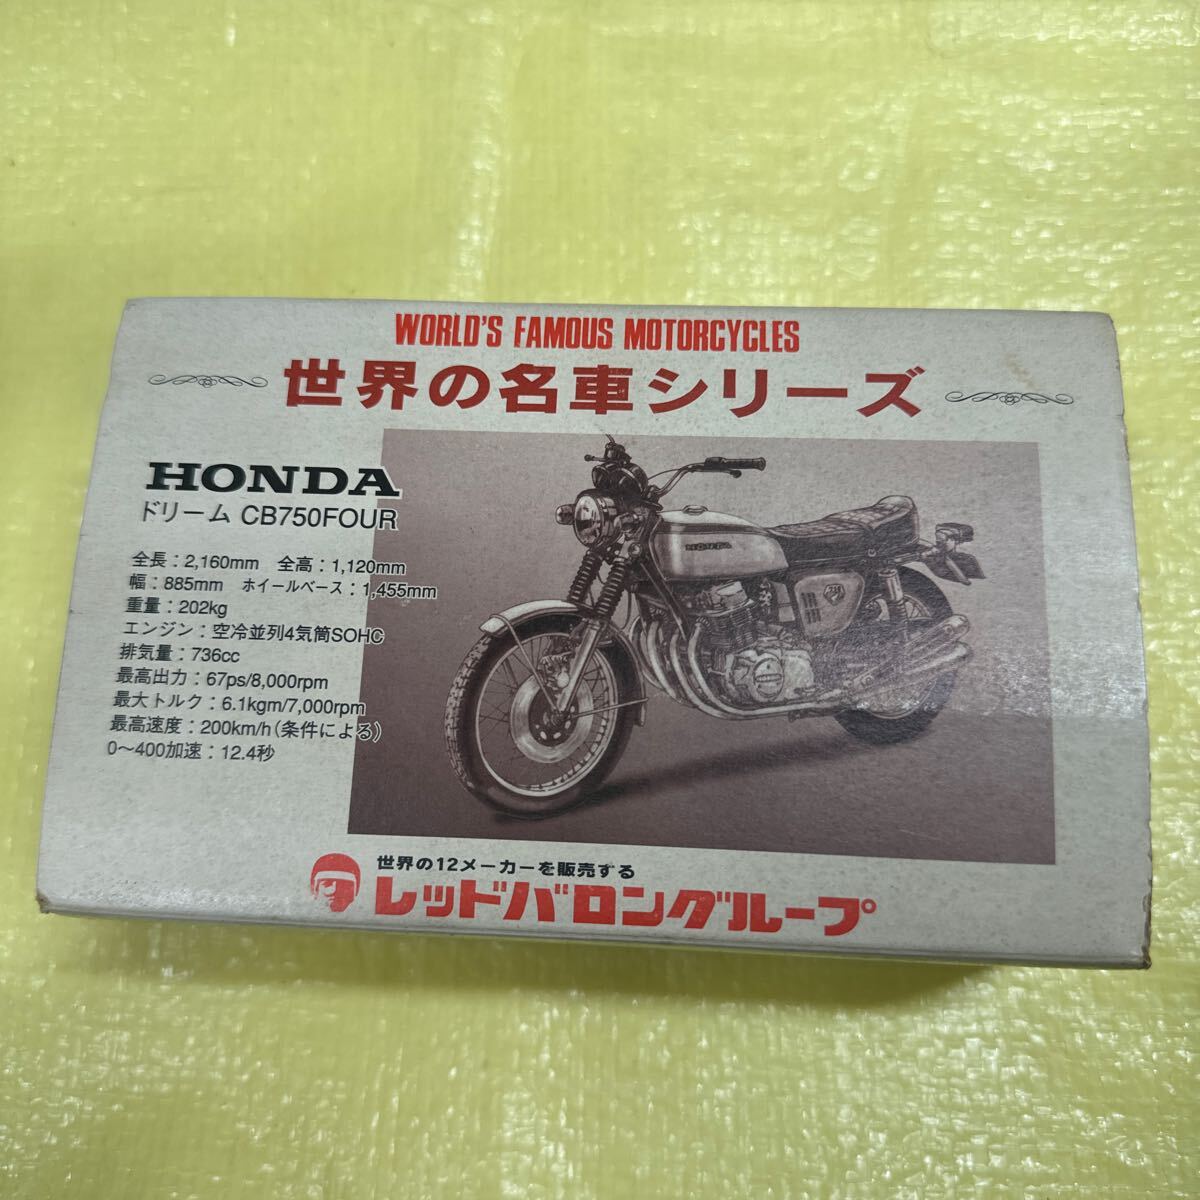 WORLD'S FAMOUS MOTORCYCLES
世界の名車シリーズ
HONDA
ドリーム CB750FOUR
全長：2,160mm 全高：1,120mm
幅：885mm ホイールベース：1,455mm
重量：202kg
エンジン：空冷並列4気筒SOHC
排気量：736cc
最高出力：67ps/8,000rpm
最大トルク：6.1kgm/7,000rpm
最高速度：200km/h（条件による）
0〜400加速：12.4秒
HONDA
世界の12メーカーを販売する
レッドバロングループ